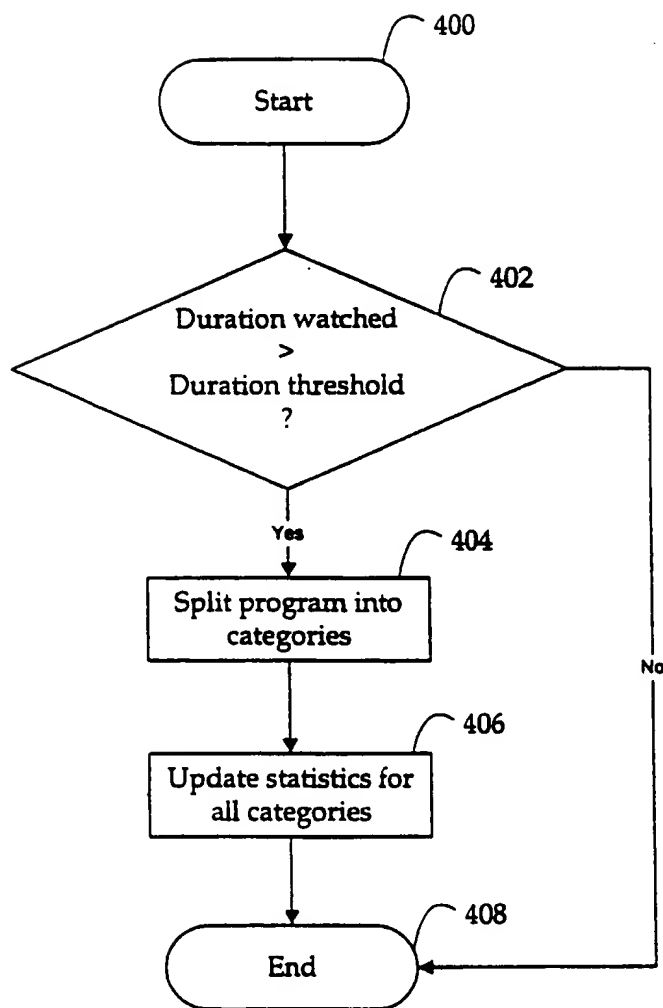 400
Start
402
Duration watched
>
Duration threshold
?
Yes
404
Split program into
categories
No
406
Update statistics for
all categories
408
End